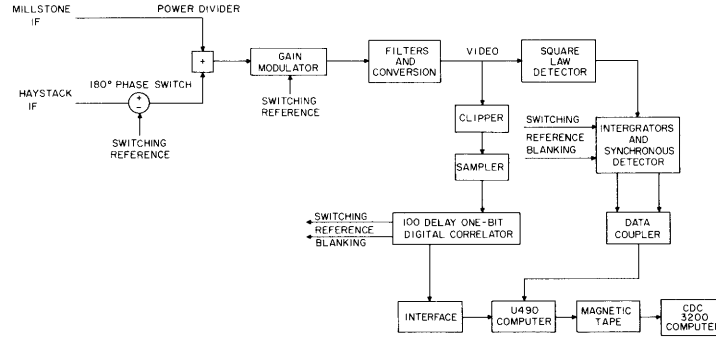 MILLSTONE
IF
POWER DIVIDER
+
GAIN
MODULATOR
FILTERS
AND
CONVERSION
VIDEO
SQUARE
LAW
DETECTOR
180° PHASE SWITCH
HAYSTACK
IF
+
−
SWITCHING
REFERENCE
SWITCHING
REFERENCE
CLIPPER
SAMPLER
SWITCHING
REFERENCE
BLANKING
INTERGRATORS
AND
SYNCHRONOUS
DETECTOR
SWITCHING
REFERENCE
BLANKING
100 DELAY ONE-BIT
DIGITAL CORRELATOR
DATA
COUPLER
INTERFACE
U490
COMPUTER
MAGNETIC
TAPE
CDC
3200
COMPUTER